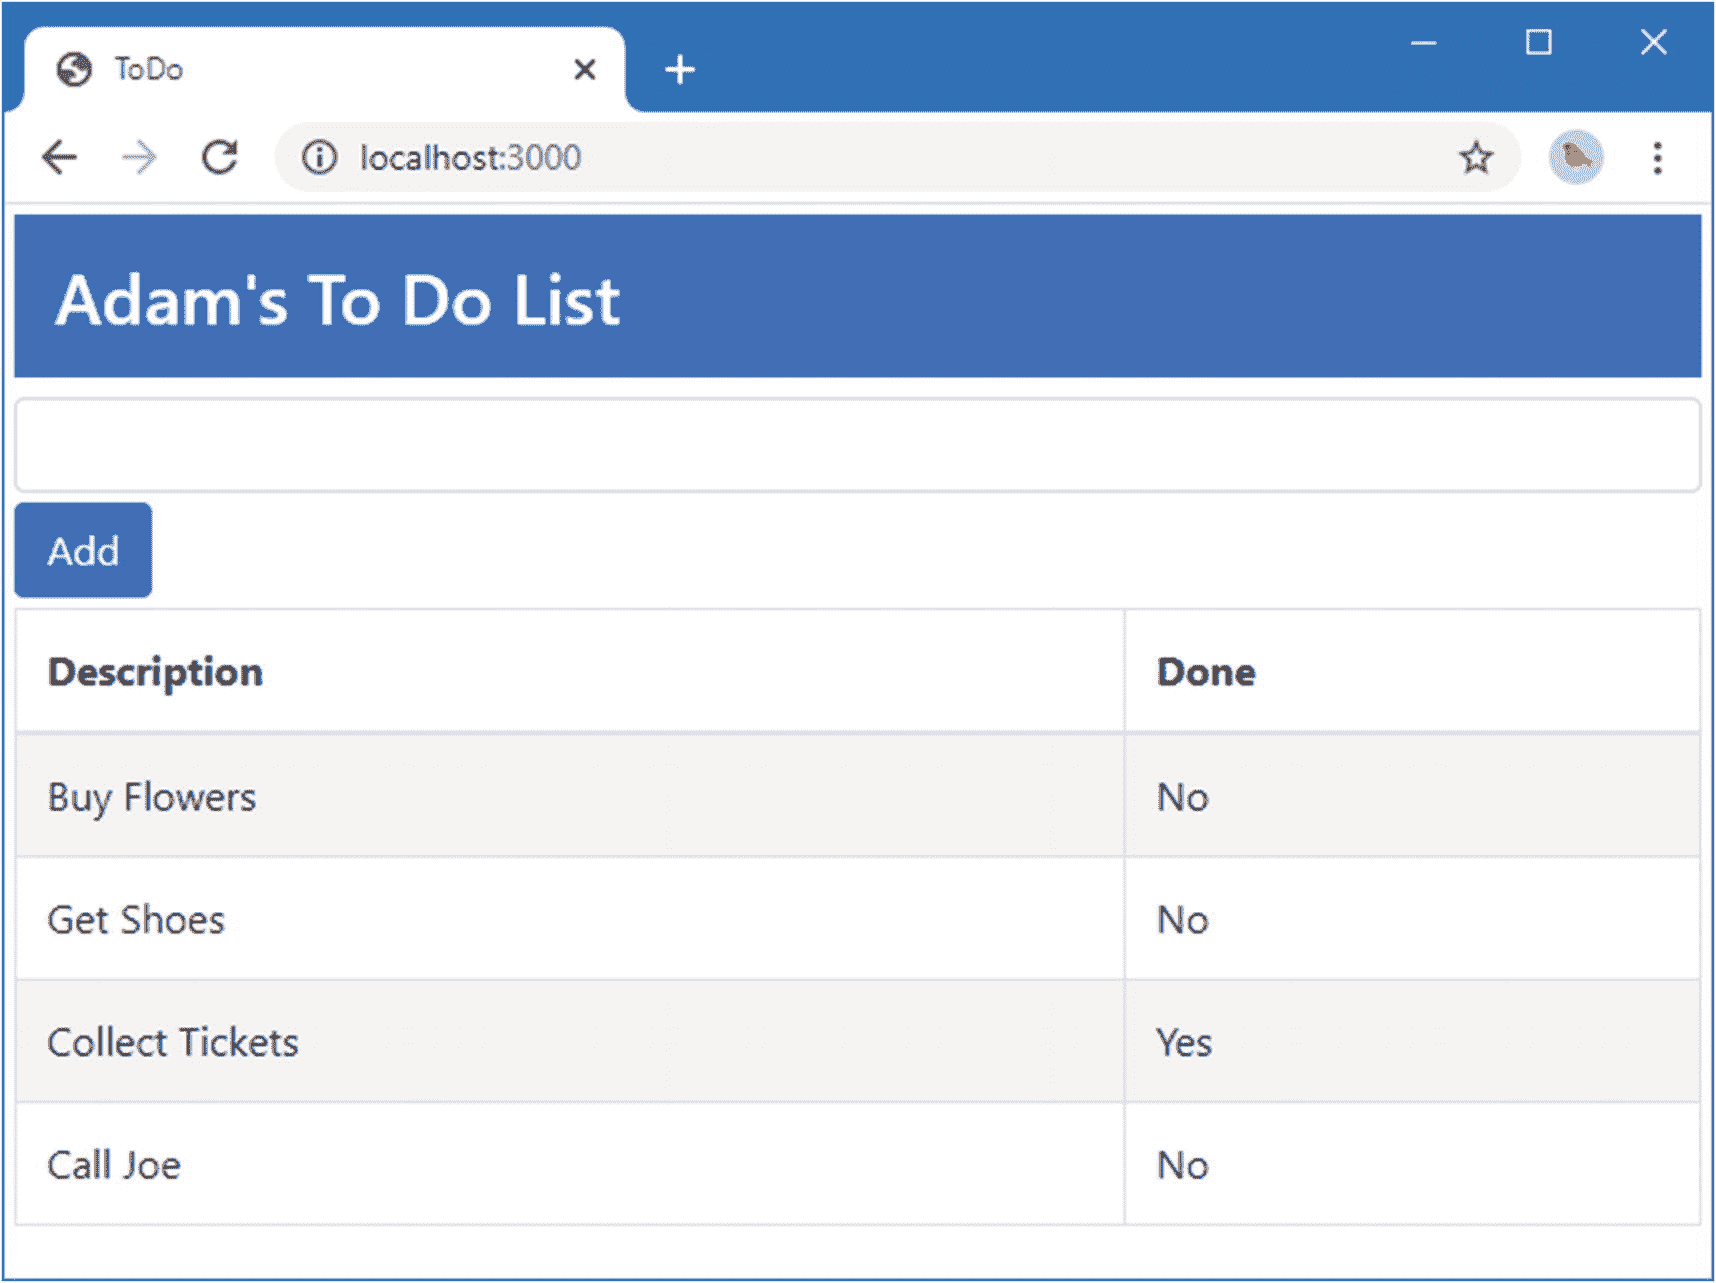 ToDo
localhost:3000
Adam's To Do List
Add
Description Done
Buy Flowers No
Get Shoes No
Collect Tickets Yes
Call Joe No